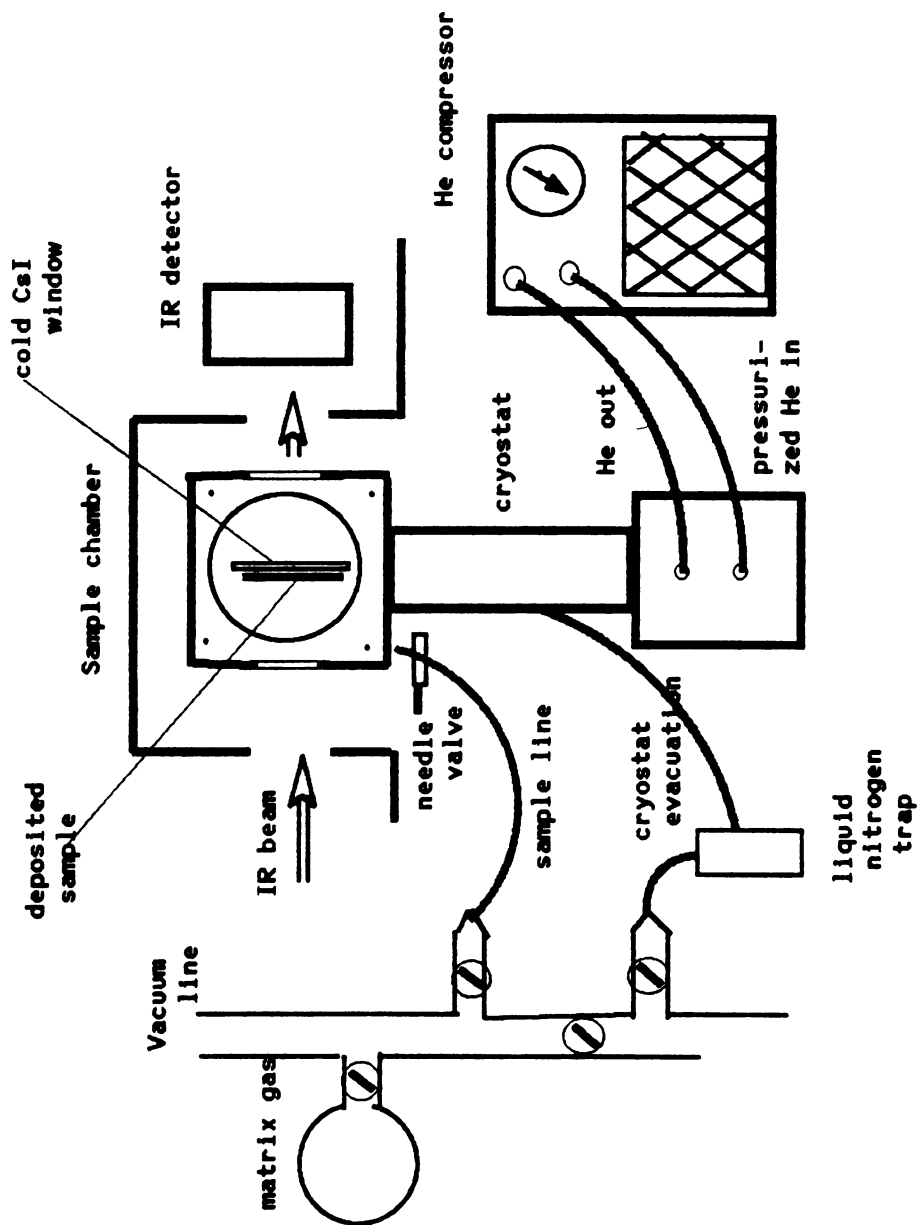 cold CsI
window
IR detector
He compressor
Sample chamber
cryostat
He out
pressuri-
zed He in
deposited
sample
IR beam
needle
valve
sample line
cryostat
evacuation
liquid
nitrogen
trap
Vacuum
line
matrix gas